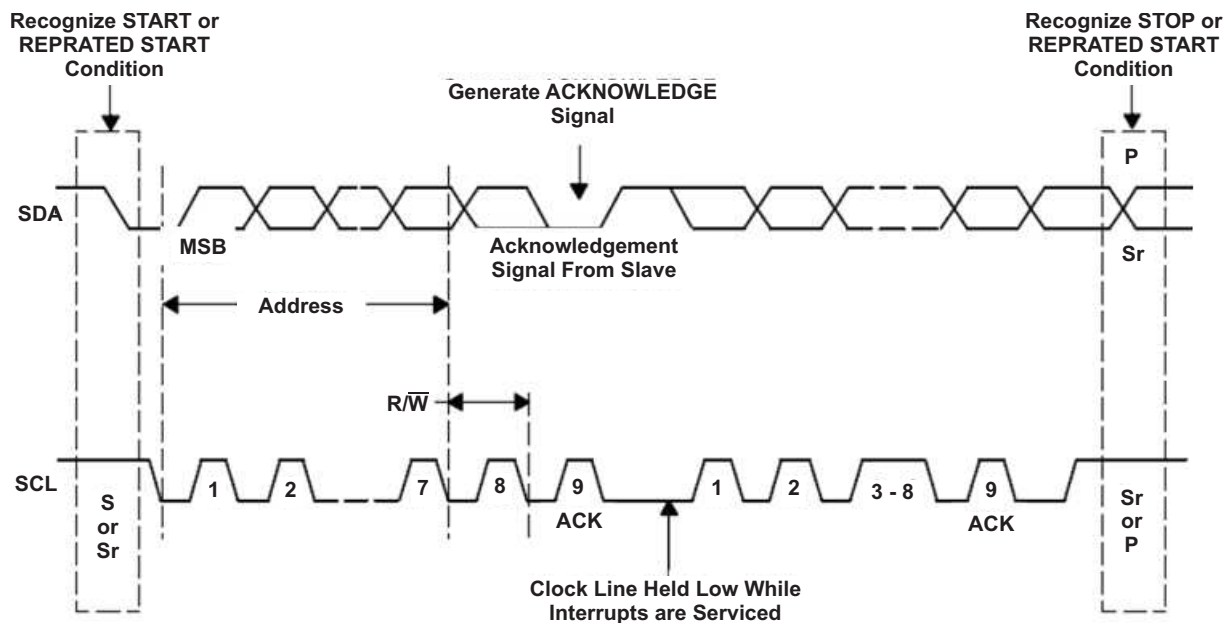 Recognize START or
REPRATED START
Condition
Recognize STOP or
REPRATED START
Condition
Generate ACKNOWLEDGE
Signal
P
SDA
MSB
Acknowledgement
Signal From Slave
Sr
Address
R/W̅
SCL
1
2
7
8
9
1
2
3 - 8
9
ACK
ACK
S
or
Sr
Sr
or
P
Clock Line Held Low While
Interrupts are Serviced